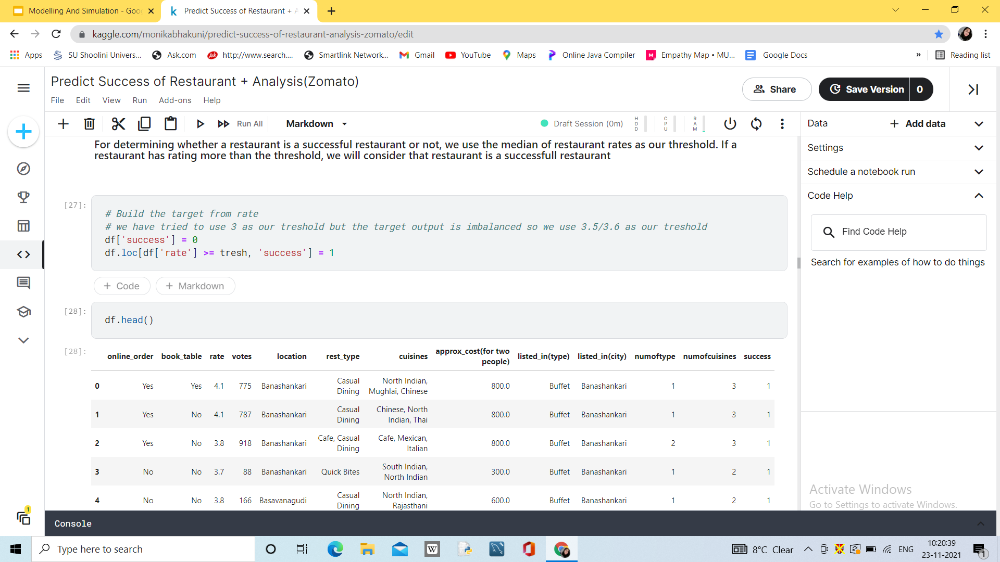 Modelling And Simulation - Goo
Predict Success of Restaurant + A
kaggle.com/monikabhakuni/predict-success-of-restaurant-analysis-zomato/edit
Apps
SU Shoolini Univers...
Ask.com
Ask
http://www.search....
Smartlink Network...
Gmail
YouTube
Maps
Online Java Compiler
M
Empathy Map • MU...
Google Docs
»
Reading list
Predict Success of Restaurant + Analysis(Zomato)
File Edit View Run Add-ons Help
Share
Save Version 0
Run All
Markdown
Draft Session (0m)
HDD
CPU
RAM
Data
+ Add data
Settings
Schedule a notebook run
Code Help
Find Code Help
Search for examples of how to do things
For determining whether a restaurant is a successful restaurant or not, we use the median of restaurant rates as our threshold. If a
restaurant has rating more than the threshold, we will consider that restaurant is a successfull restaurant
[27]:
# Build the target from rate
# we have tried to use 3 as our treshold but the target output is imbalanced so we use 3.5/3.6 as our treshold
df['success'] = 0
df.loc[df['rate'] >= tresh, 'success'] = 1
+ Code
+ Markdown
[28]:
df.head()
[28]:
online_order book_table rate votes location rest_type cuisines approx_cost(for two people) listed_in(type) listed_in(city) numoftype numofcuisines success
0 Yes Yes 4.1 775 Banashankari Casual Dining North Indian, Mughlai, Chinese 800.0 Buffet Banashankari 1 3 1
1 Yes No 4.1 787 Banashankari Casual Dining Chinese, North Indian, Thai 800.0 Buffet Banashankari 1 3 1
2 Yes No 3.8 918 Banashankari Cafe, Casual Dining Cafe, Mexican, Italian 800.0 Buffet Banashankari 2 3 1
3 No No 3.7 88 Banashankari Quick Bites South Indian, North Indian 300.0 Buffet Banashankari 1 2 1
4 No No 3.8 166 Basavanagudi Casual Dining North Indian, Rajasthani 600.0 Buffet Banashankari 1 2 1
Activate Windows
Go to Settings to activate Windows.
1
Console
Type here to search
W
8°C Clear
ENG
10:20:39
23-11-2021
1